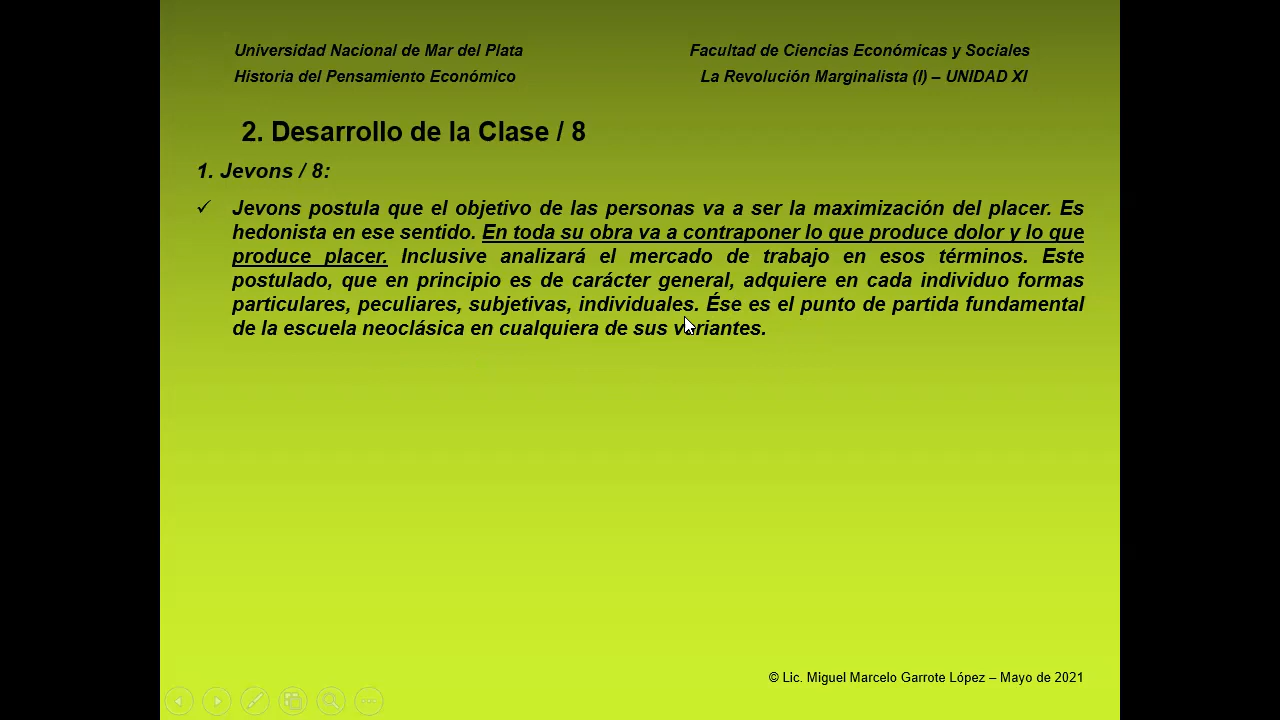 Universidad Nacional de Mar del Plata
Facultad de Ciencias Económicas y Sociales
Historia del Pensamiento Económico
La Revolución Marginalista (I) – UNIDAD XI
2. Desarrollo de la Clase / 8
1. Jevons / 8:
✓ Jevons postula que el objetivo de las personas va a ser la maximización del placer. Es
hedonista en ese sentido. En toda su obra va a contraponer lo que produce dolor y lo que
produce placer. Inclusive analizará el mercado de trabajo en esos términos. Este
postulado, que en principio es de carácter general, adquiere en cada individuo formas
particulares, peculiares, subjetivas, individuales. Ése es el punto de partida fundamental
de la escuela neoclásica en cualquiera de sus variantes.
© Lic. Miguel Marcelo Garrote López – Mayo de 2021